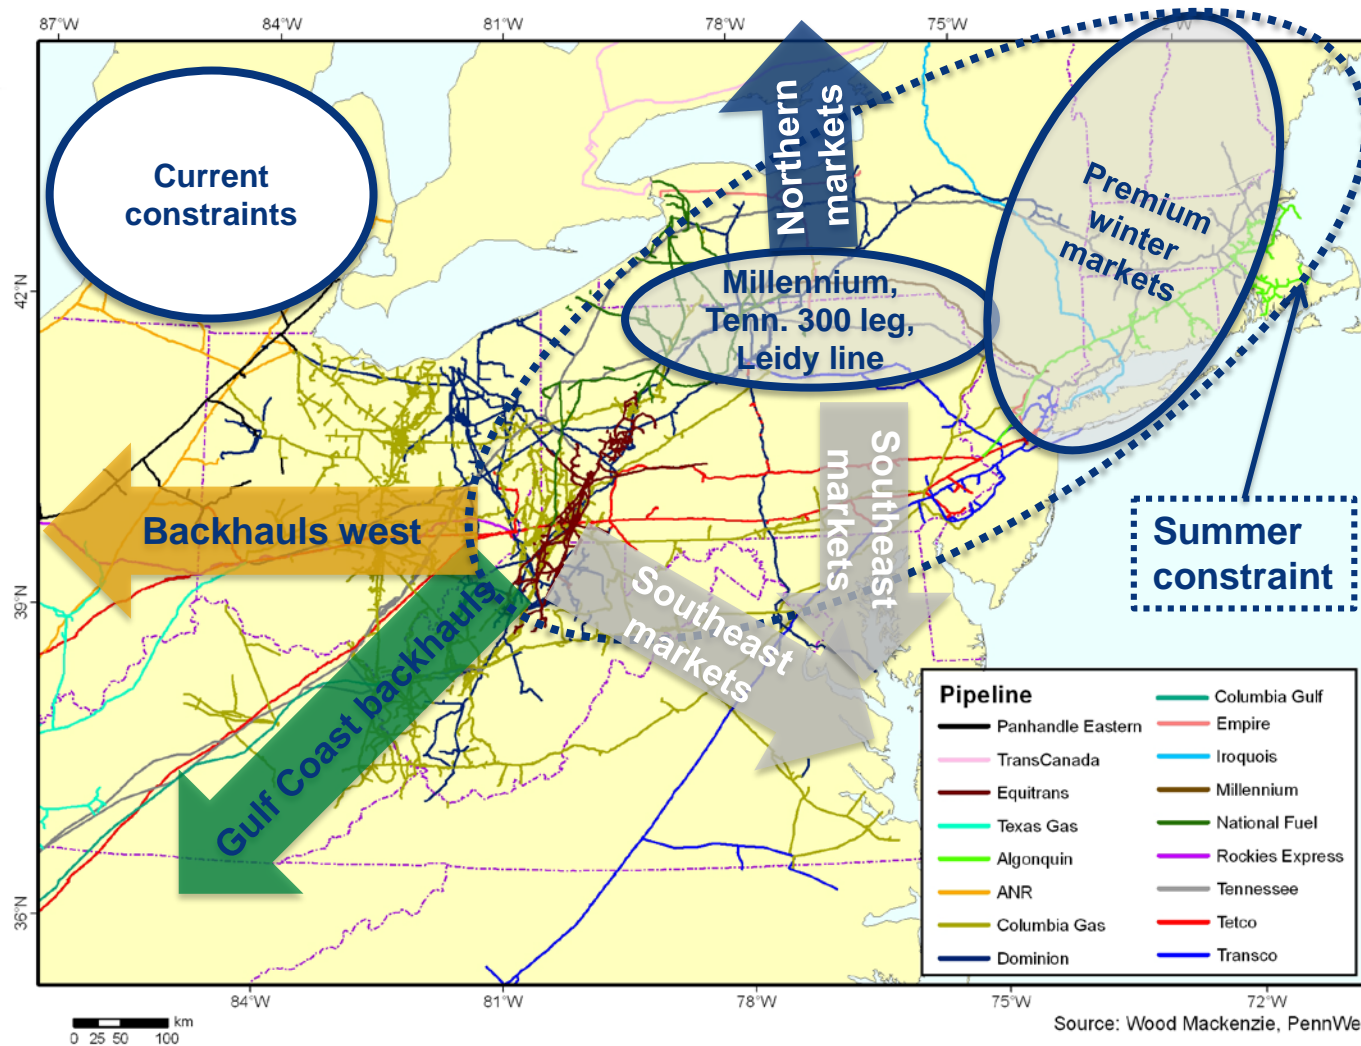 87°W 84°W 81°W 78°W 75°W
42°N
39°N
36°N
Current
constraints
Northern
markets
Premium
winter
markets
Millennium,
Tenn. 300 leg,
Leidy line
Backhauls west
Gulf Coast backhauls
Southeast
markets
Southeast
markets
Summer
constraint
Pipeline
Panhandle Eastern
TransCanada
Equitrans
Texas Gas
Algonquin
ANR
Columbia Gas
Dominion
Columbia Gulf
Empire
Iroquois
Millennium
National Fuel
Rockies Express
Tennessee
Tetco
Transco
84°W 81°W 78°W 75°W 72°W
km
0 25 50 100
Source: Wood Mackenzie, PennWe